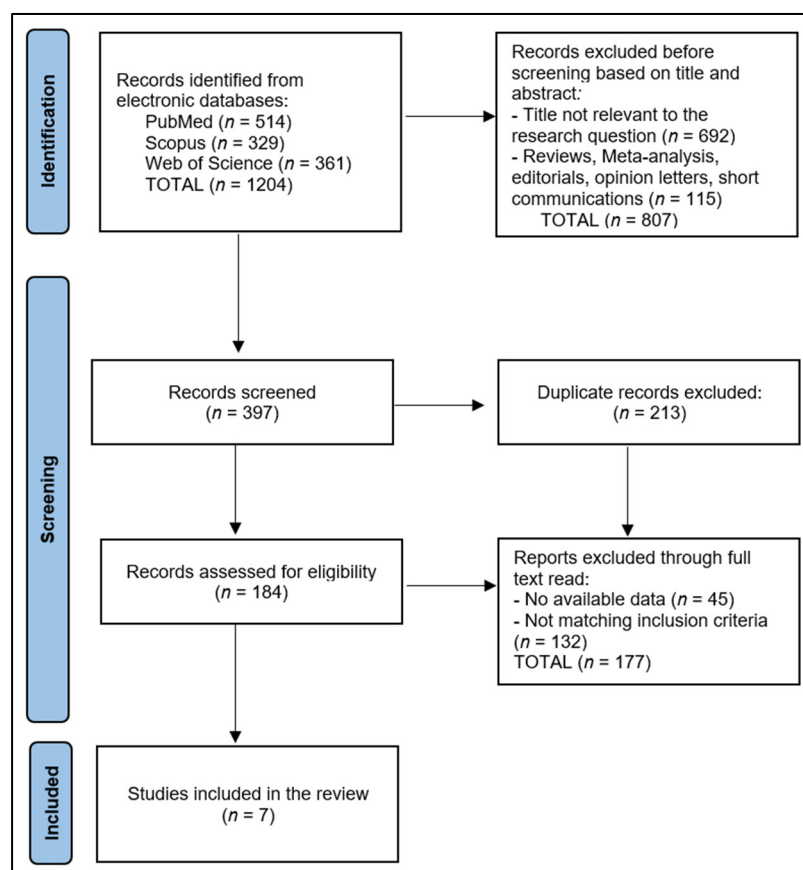 Identification
Records identified from
electronic databases:
PubMed (n = 514)
Scopus (n = 329)
Web of Science (n = 361)
TOTAL (n = 1204)
Records excluded before
screening based on title and
abstract:
- Title not relevant to the
research question (n = 692)
- Reviews, Meta-analysis,
editorials, opinion letters, short
communications (n = 115)
TOTAL (n = 807)
Screening
Records screened
(n = 397)
Duplicate records excluded:
(n = 213)
Records assessed for eligibility
(n = 184)
Reports excluded through full
text read:
- No available data (n = 45)
- Not matching inclusion criteria
(n = 132)
TOTAL (n = 177)
Included
Studies included in the review
(n = 7)